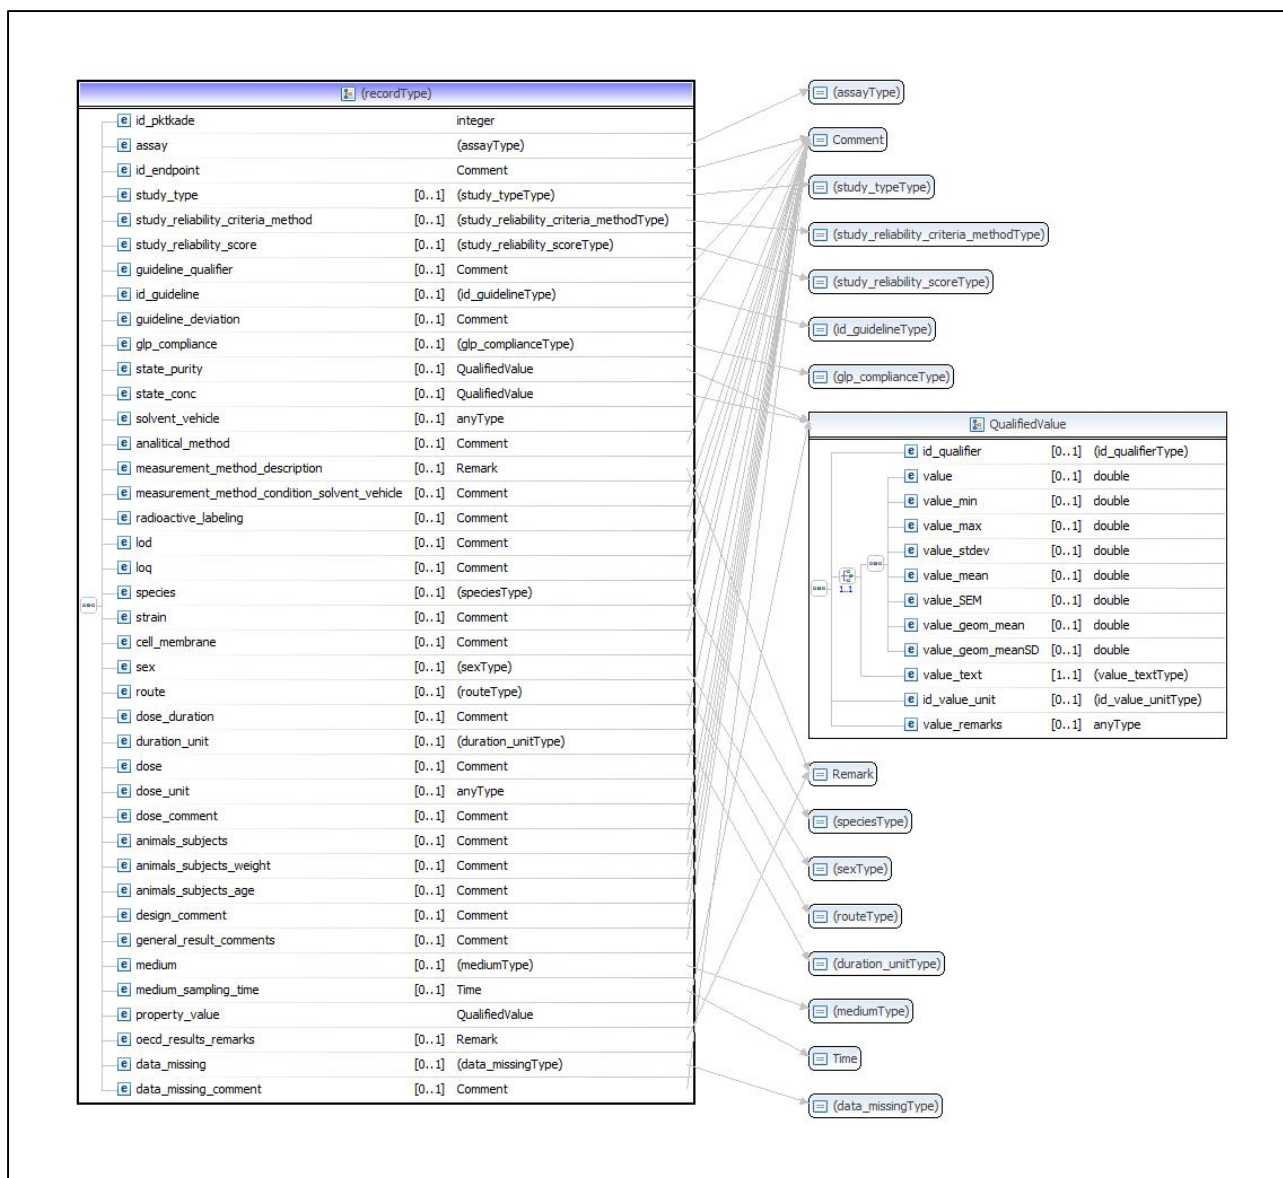 (recordType)
id_pktkade integer
assay (assayType)
id_endpoint Comment
study_type [0..1] (study_typeType)
study_reliability_criteria_method [0..1] (study_reliability_criteria_methodType)
study_reliability_score [0..1] (study_reliability_scoreType)
guideline_qualifier [0..1] Comment
id_guideline [0..1] (id_guidelineType)
guideline_deviation [0..1] Comment
glp_compliance [0..1] (glp_complianceType)
state_purity [0..1] QualifiedValue
state_conc [0..1] QualifiedValue
solvent_vehicle [0..1] anyType
analitical_method [0..1] Comment
measurement_method_description [0..1] Remark
measurement_method_condition_solvent_vehicle [0..1] Comment
radioactive_labeling [0..1] Comment
lod [0..1] Comment
loq [0..1] Comment
species [0..1] (speciesType)
strain [0..1] Comment
cell_membrane [0..1] Comment
sex [0..1] (sexType)
route [0..1] (routeType)
dose_duration [0..1] Comment
duration_unit [0..1] (duration_unitType)
dose [0..1] Comment
dose_unit [0..1] anyType
dose_comment [0..1] Comment
animals_subjects [0..1] Comment
animals_subjects_weight [0..1] Comment
animals_subjects_age [0..1] Comment
design_comment [0..1] Comment
general_result_comments [0..1] Comment
medium [0..1] (mediumType)
medium_sampling_time [0..1] Time
property_value QualifiedValue
oecd_results_remarks [0..1] Remark
data_missing [0..1] (data_missingType)
data_missing_comment [0..1] Comment
(assayType)
Comment
(study_typeType)
(study_reliability_criteria_methodType)
(study_reliability_scoreType)
(id_guidelineType)
(glp_complianceType)
QualifiedValue
id_qualifier [0..1] (id_qualifierType)
value [0..1] double
value_min [0..1] double
value_max [0..1] double
value_stdev [0..1] double
value_mean [0..1] double
1..1
value_SEM [0..1] double
value_geom_mean [0..1] double
value_geom_meanSD [0..1] double
value_text [1..1] (value_textType)
id_value_unit [0..1] (id_value_unitType)
value_remarks [0..1] anyType
Remark
(speciesType)
(sexType)
(routeType)
(duration_unitType)
(mediumType)
Time
(data_missingType)